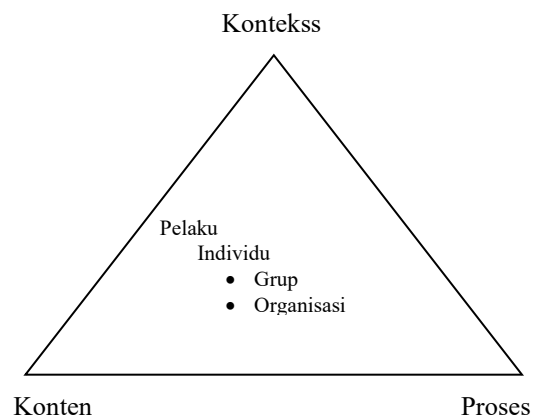 Kontekss
Pelaku
Individu
• Grup
• Organisasi
Konten Proses